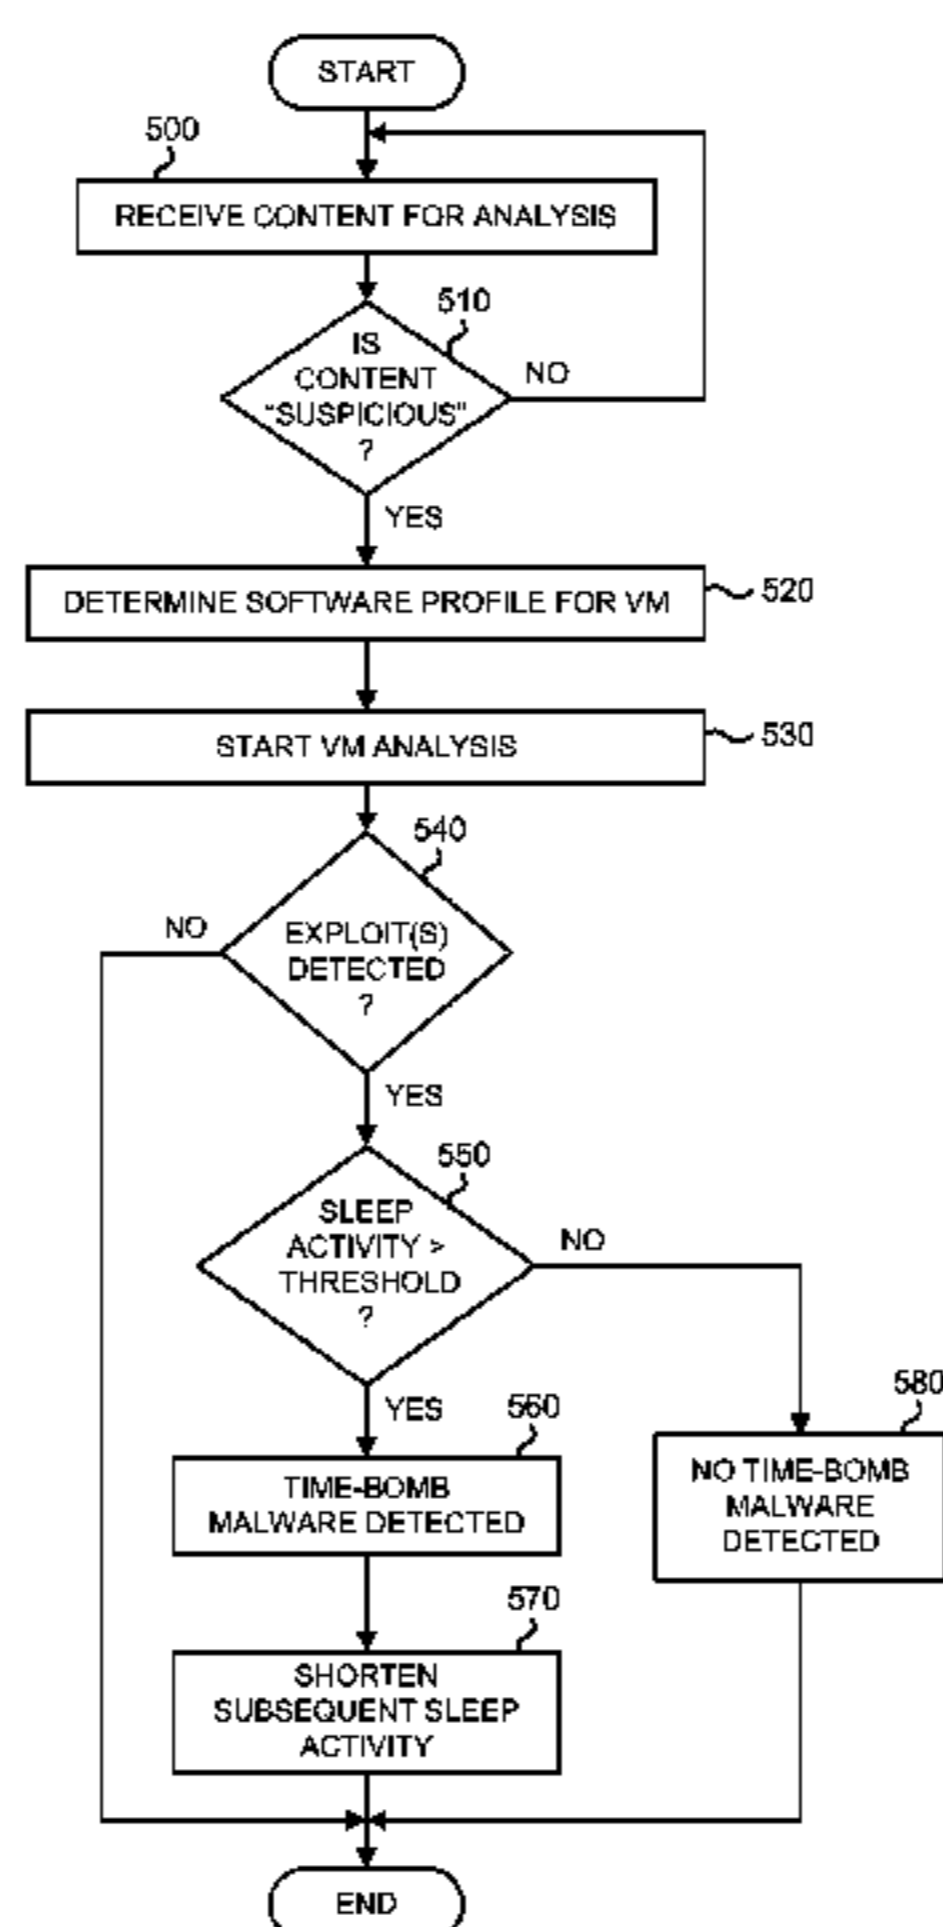 START
500
RECEIVE CONTENT FOR ANALYSIS
510
IS
CONTENT
"SUSPICIOUS"
?
NO
YES
DETERMINE SOFTWARE PROFILE FOR VM
520
START VM ANALYSIS
530
540
NO
EXPLOIT(S)
DETECTED
?
YES
550
SLEEP
ACTIVITY >
THRESHOLD
?
NO
YES
560
TIME-BOMB
MALWARE DETECTED
580
NO TIME-BOMB
MALWARE
DETECTED
570
SHORTEN
SUBSEQUENT SLEEP
ACTIVITY
END